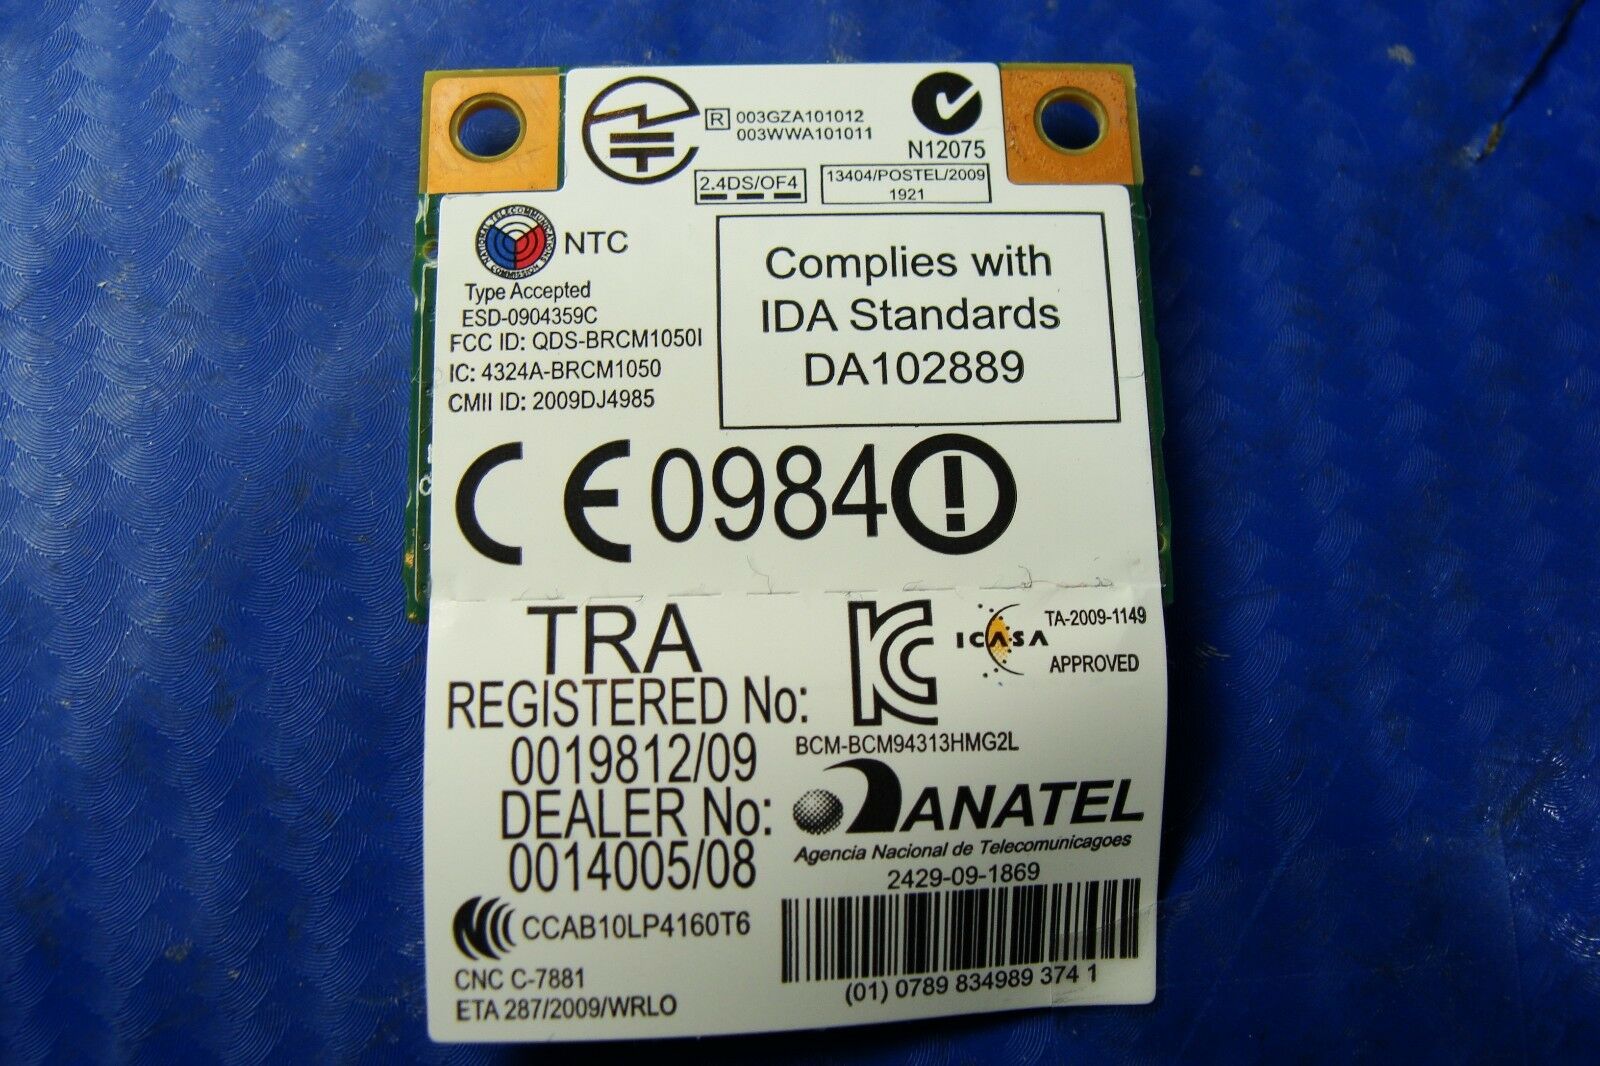 R 003GZA101012
003WWA101011
N12075
2.4DS/OF4
13404/POSTEL/2009
1921
NATIONAL TELECOMMUNICATIONS COMMISSION
NTC
Type Accepted
ESD-0904359C
FCC ID: QDS-BRCM1050I
IC: 4324A-BRCM1050
CMII ID: 2009DJ4985
Complies with
IDA Standards
DA102889
CE0984!
TRA
REGISTERED No:
0019812/09
DEALER No:
0014005/08
CCAB10LP4160T6
CNC C-7881
ETA 287/2009/WRLO
ICASA
TA-2009-1149
APPROVED
BCM-BCM94313HMG2L
ANATEL
Agencia Nacional de Telecomunicagoes
2429-09-1869
(01) 0789 834989 374 1